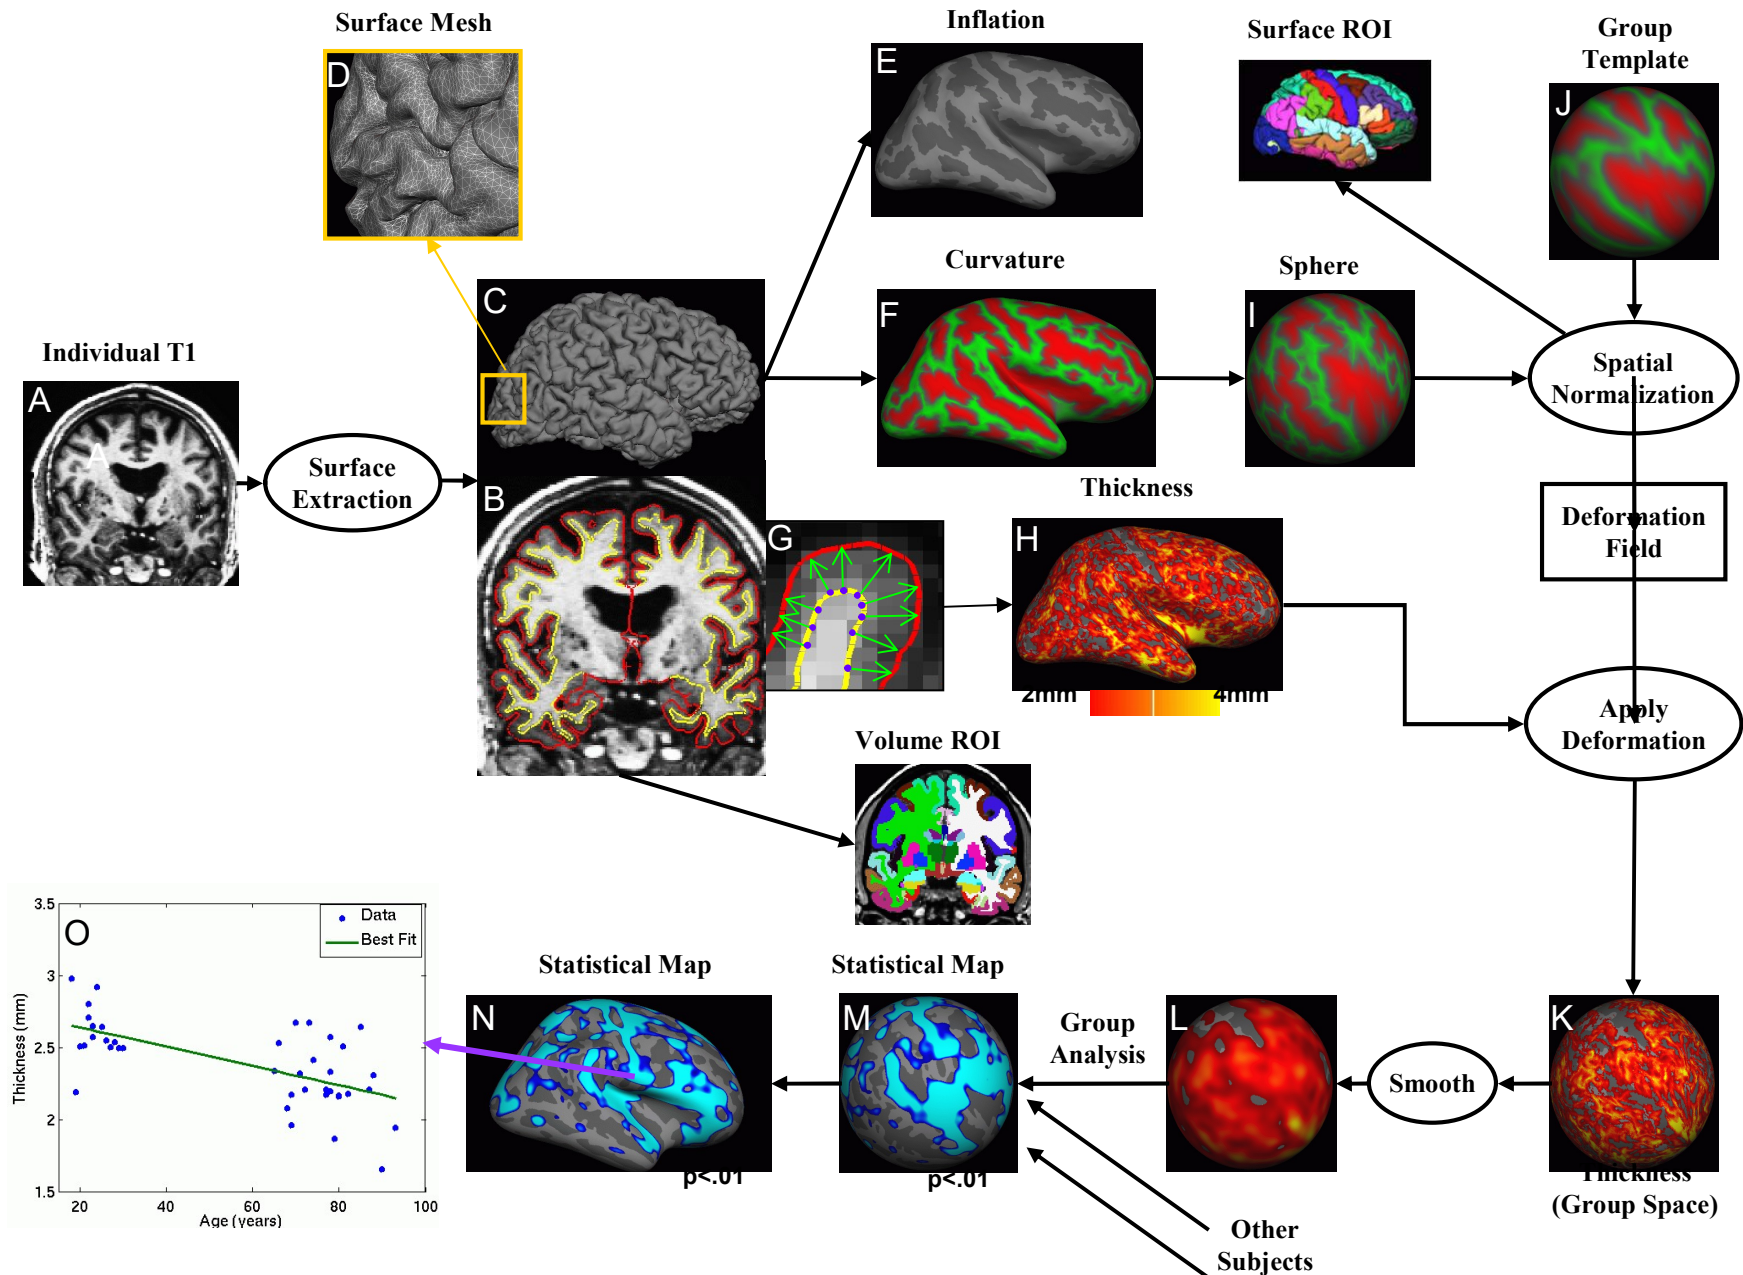 Surface Mesh
D
Inflation
E
Surface ROI
Group
Template
J
Individual T1
A
A
Surface
Extraction
C
B
Curvature
F
Sphere
I
Spatial
Normalization
Deformation
Field
Thickness
G
H
2mm
4mm
Apply
Deformation
Volume ROI
3.5
3
2.5
2
1.5
Thickness (mm)
O
Data
Best Fit
20
40
60
80
100
Age (years)
Statistical Map
N
p<.01
Statistical Map
M
p<.01
Group
Analysis
L
Smooth
K
Thickness
(Group Space)
Other
Subjects